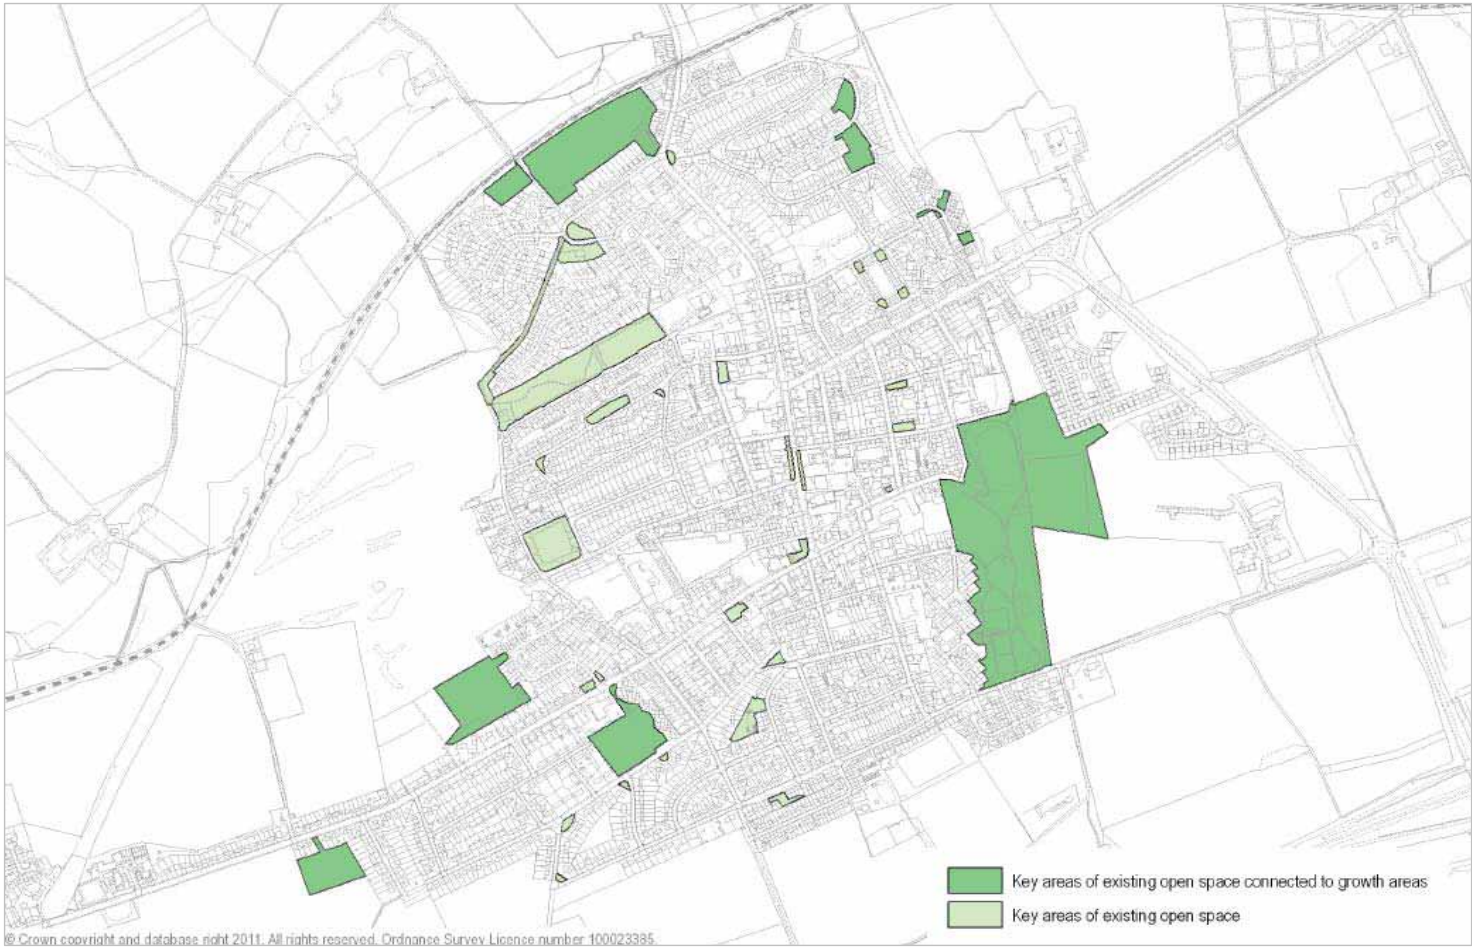 Key areas of existing open space connected to growth areas
Key areas of existing open space
© Crown copyright and database right 2011. All rights reserved. Ordnance Survey Licence number 100023385.